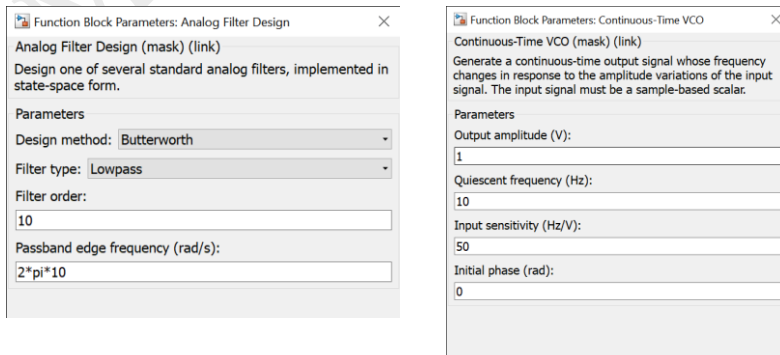 Function Block Parameters: Analog Filter Design
Analog Filter Design (mask) (link)
Design one of several standard analog filters, implemented in
state-space form.
Parameters
Design method: Butterworth
Filter type: Lowpass
Filter order:
10
Passband edge frequency (rad/s):
2*pi*10
Function Block Parameters: Continuous-Time VCO
Continuous-Time VCO (mask) (link)
Generate a continuous-time output signal whose frequency
changes in response to the amplitude variations of the input
signal. The input signal must be a sample-based scalar.
Parameters
Output amplitude (V):
1
Quiescent frequency (Hz):
10
Input sensitivity (Hz/V):
50
Initial phase (rad):
0